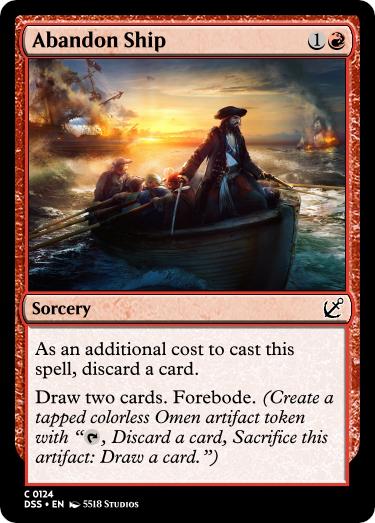 Abandon Ship 1
Sorcery
As an additional cost to cast this
spell, discard a card.
Draw two cards. Forebode. (Create a
tapped colorless Omen artifact token
with “, Discard a card, Sacrifice this
artifact: Draw a card.”)
C 0124
DSS • EN 5518 Studios